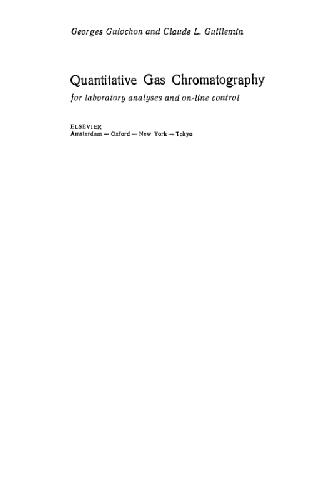 Georges Guiochon and Claude L. Guillemin
Quantitative Gas Chromatography
for laboratory analyses and on-line control
ELSEVIER
Amsterdam — Oxford — New York — Tokyo